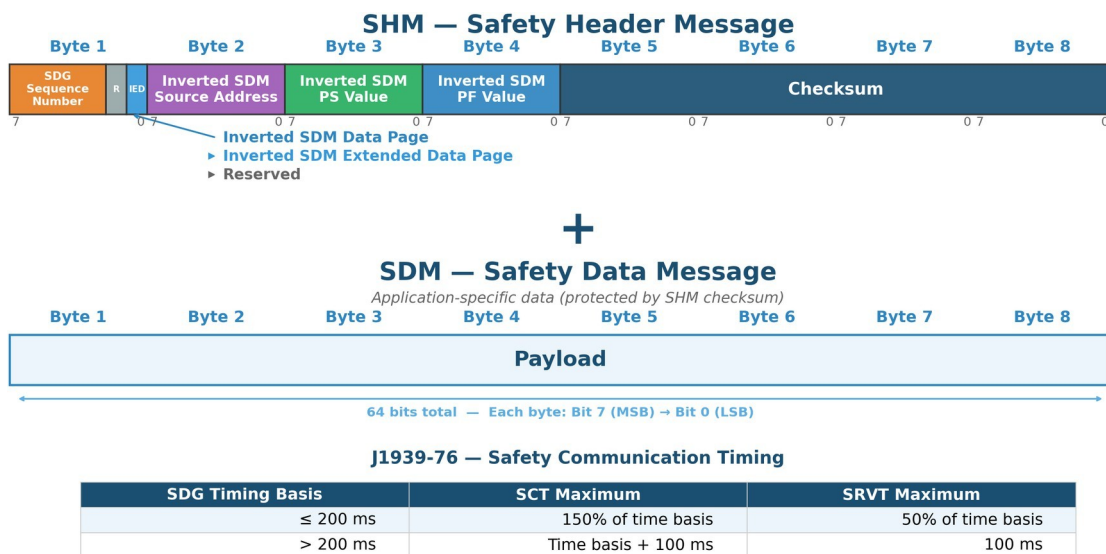 SHM — Safety Header Message
Byte 1 Byte 2 Byte 3 Byte 4 Byte 5 Byte 6 Byte 7 Byte 8
SDG Sequence Number
R
IED
Inverted SDM Source Address
Inverted SDM PS Value
Inverted SDM PF Value
Checksum
7 0 7 0 7 0 7 0 7 0 7 0 7 0 7 0
Inverted SDM Data Page
▸ Inverted SDM Extended Data Page
▸ Reserved
+
SDM — Safety Data Message
Application-specific data (protected by SHM checksum)
Byte 1 Byte 2 Byte 3 Byte 4 Byte 5 Byte 6 Byte 7 Byte 8
Payload
64 bits total — Each byte: Bit 7 (MSB) → Bit 0 (LSB)
J1939-76 — Safety Communication Timing
SDG Timing Basis SCT Maximum SRVT Maximum
≤ 200 ms 150% of time basis 50% of time basis
> 200 ms Time basis + 100 ms 100 ms